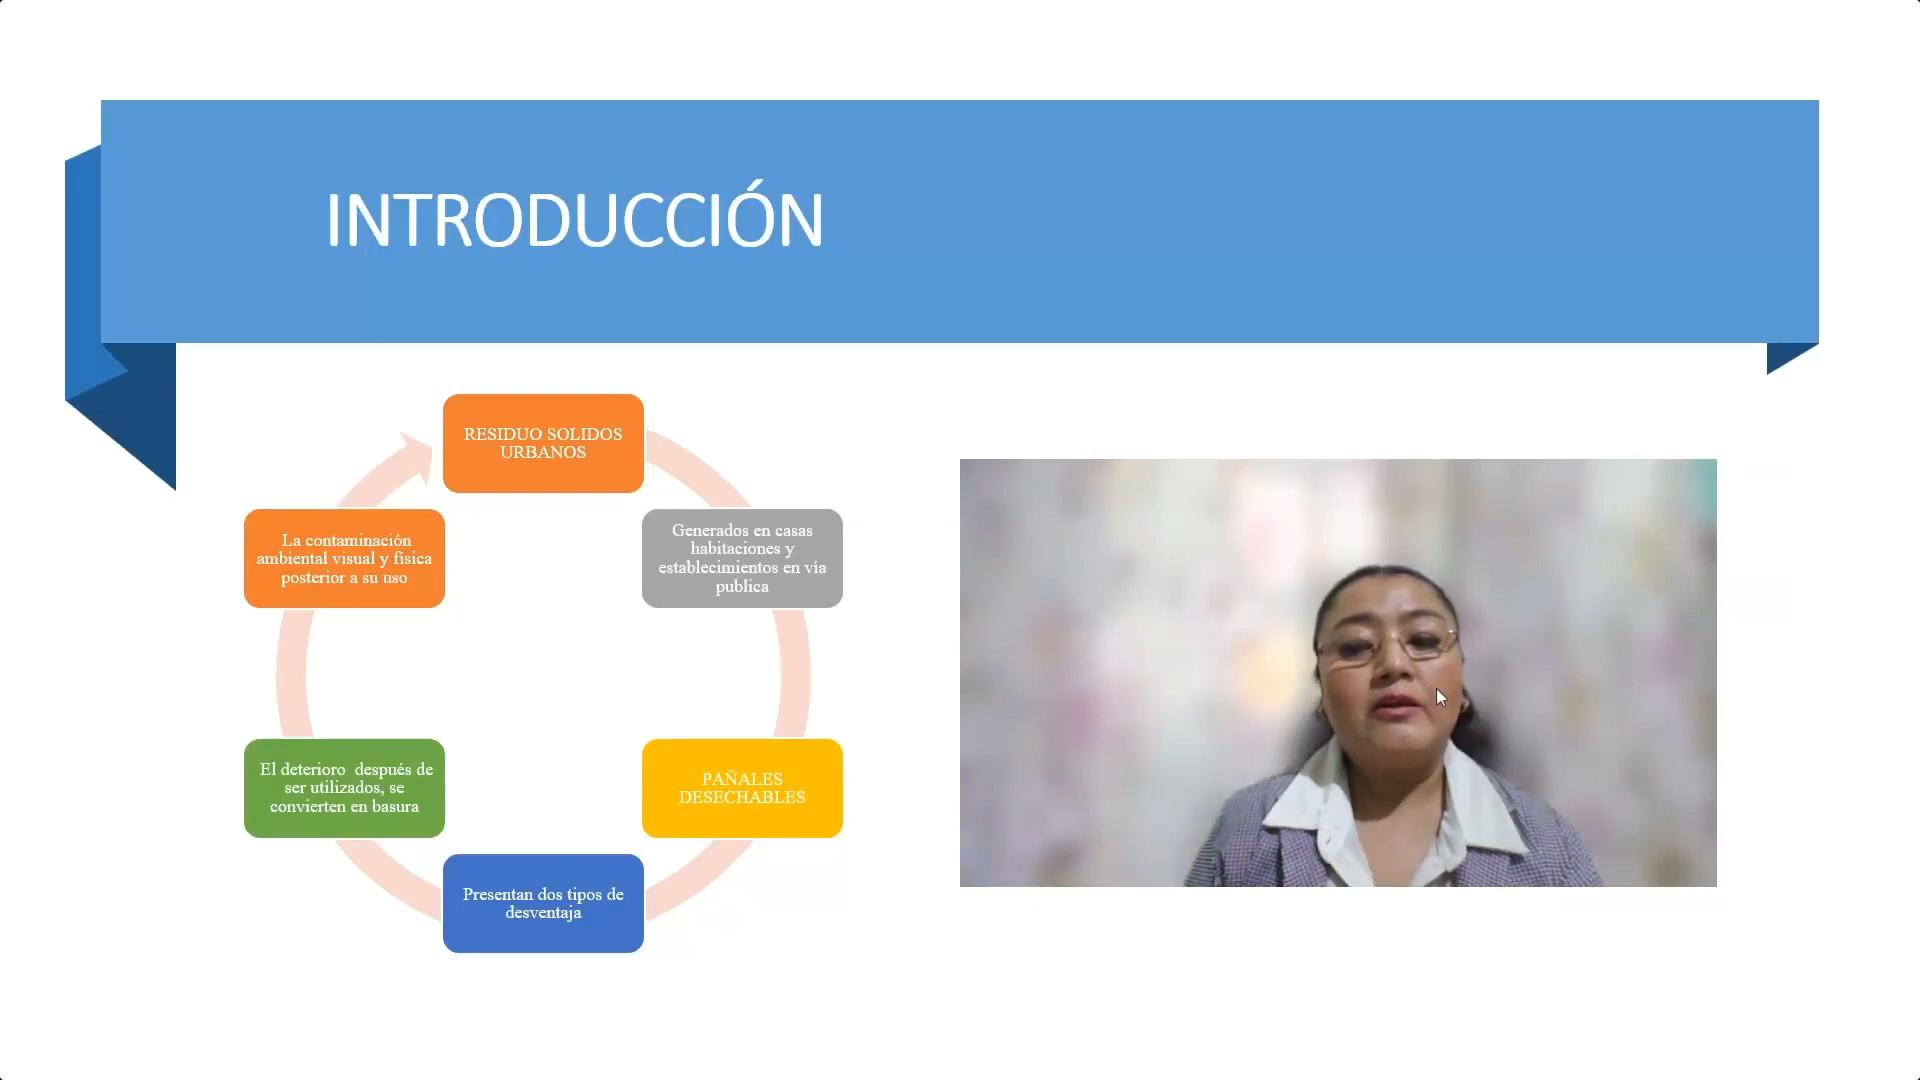 INTRODUCCIÓN
RESIDUO SOLIDOS
URBANOS
Generados en casas
habitaciones y
establecimientos en vía
publica
PAÑALES
DESECHABLES
Presentan dos tipos de
desventaja
El deterioro  después de
ser utilizados, se
convierten en basura
La contaminación
ambiental visual y física
posterior a su uso